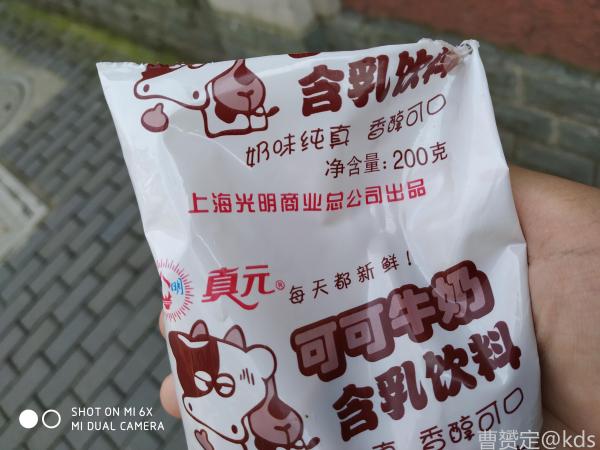 含乳饮料
奶味纯真 香醇可口
净含量：200克
上海光明商业总公司出品
明
真元® 每天都新鲜！
可可牛奶
含乳饮料
真 香醇可口
SHOT ON MI 6X
MI DUAL CAMERA
曹赟定@kds